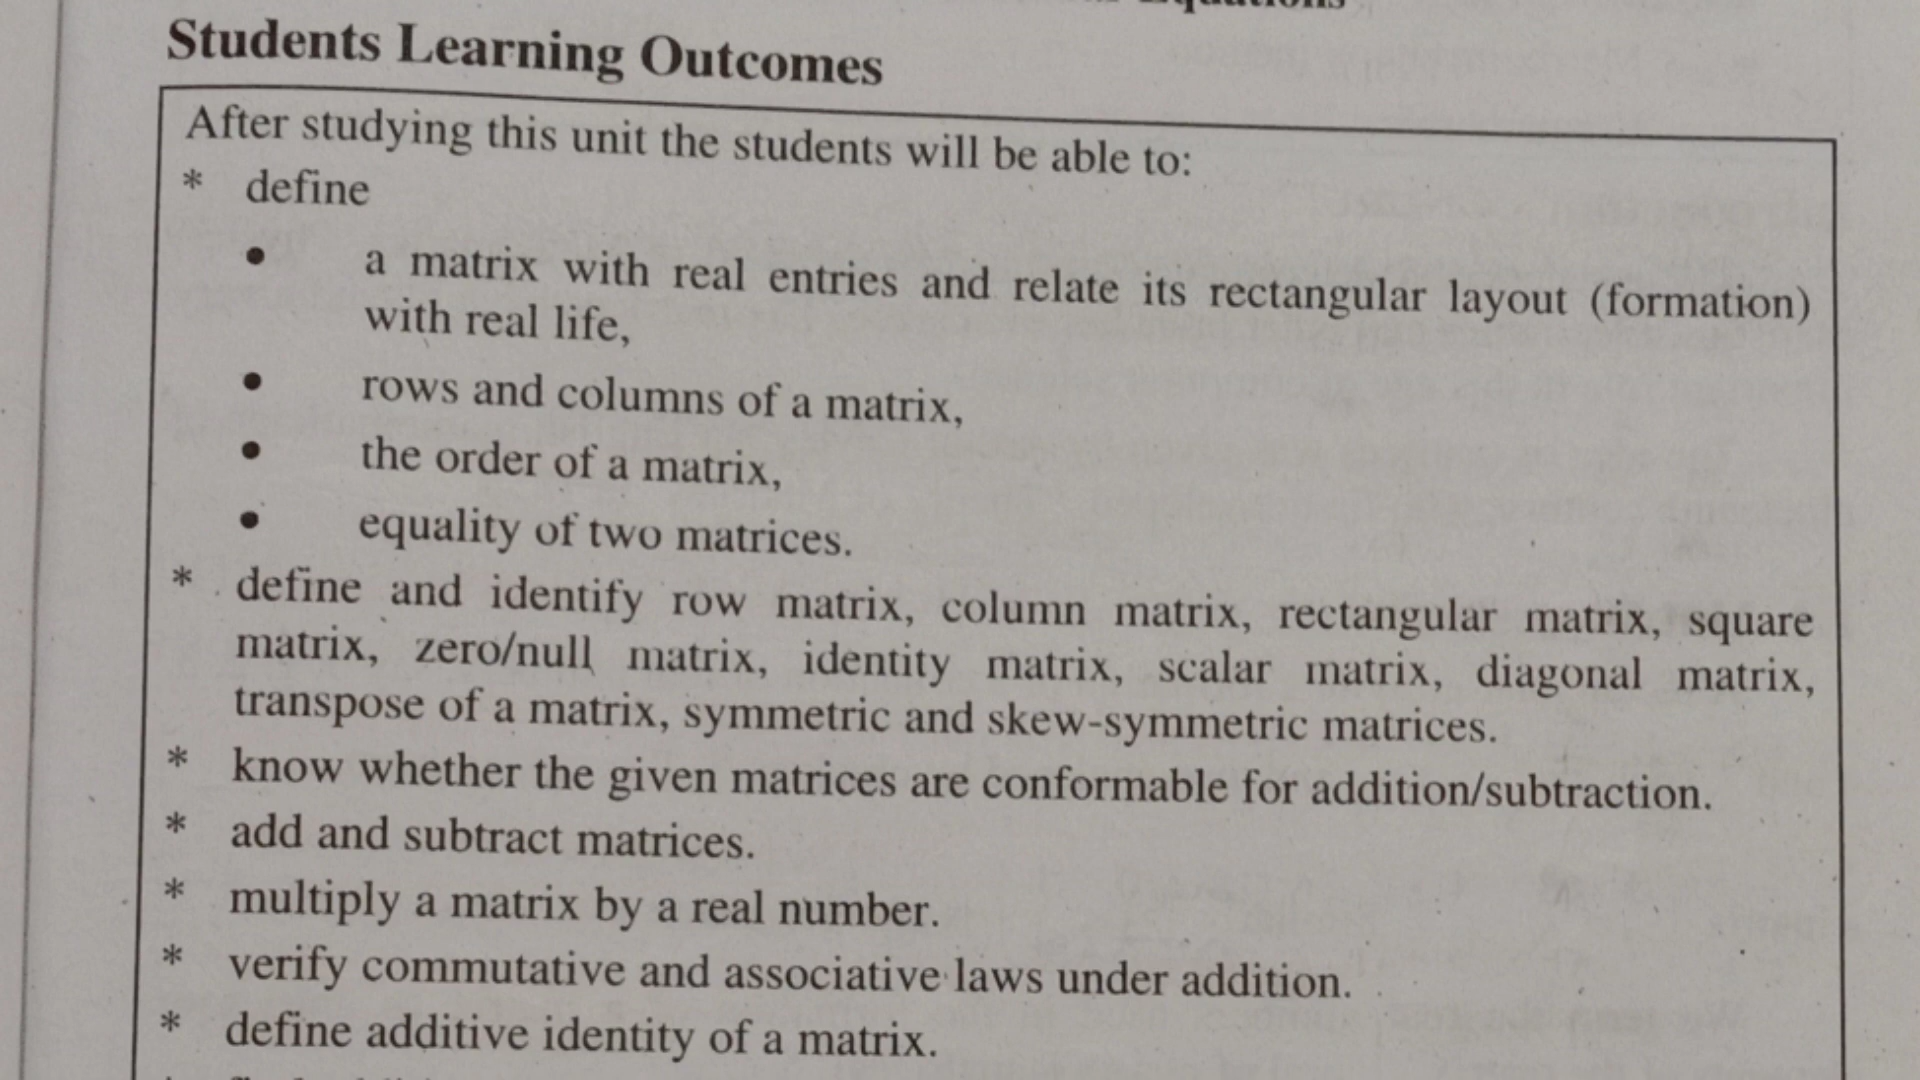 Students Learning Outcomes
After studying this unit the students will be able to:
* define
• a matrix with real entries and relate its rectangular layout (formation)
with real life,
• rows and columns of a matrix,
• the order of a matrix,
• equality of two matrices.
* define and identify row matrix, column matrix, rectangular matrix, square
matrix, zero/null matrix, identity matrix, scalar matrix, diagonal matrix,
transpose of a matrix, symmetric and skew-symmetric matrices.
* know whether the given matrices are conformable for addition/subtraction.
* add and subtract matrices.
* multiply a matrix by a real number.
* verify commutative and associative laws under addition.
* define additive identity of a matrix.